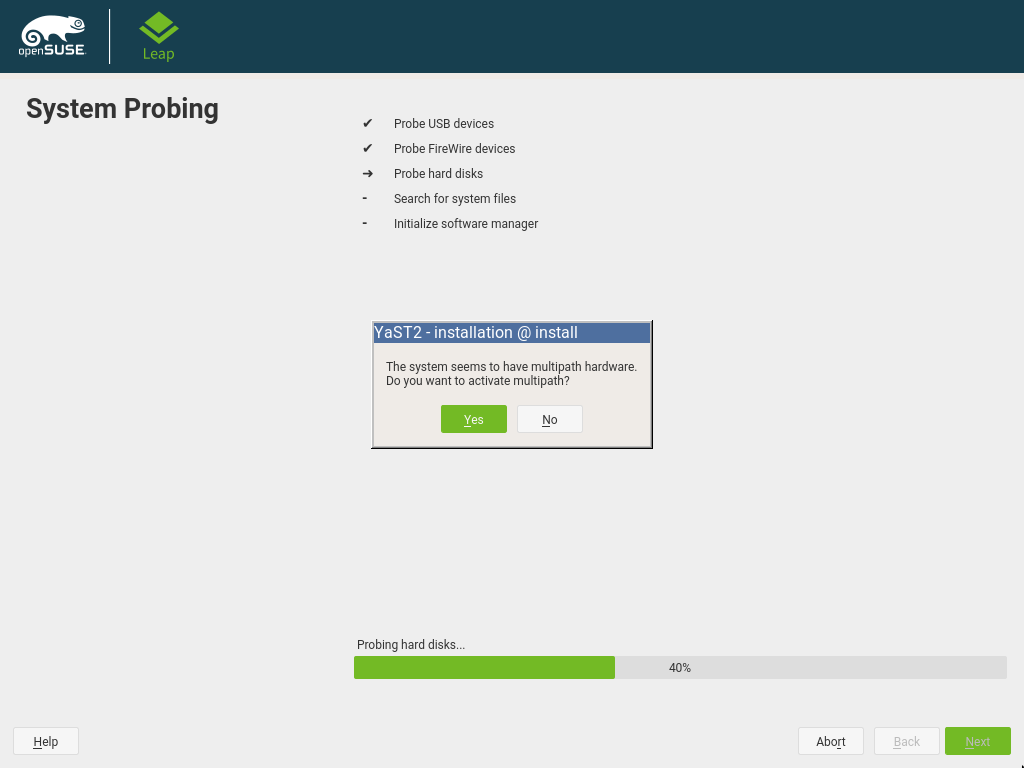 openSUSE
Leap
System Probing
✔ Probe USB devices
✔ Probe FireWire devices
➔ Probe hard disks
- Search for system files
- Initialize software manager
YaST2 - installation @ install
The system seems to have multipath hardware.
Do you want to activate multipath?
Yes No
Probing hard disks...
40%
Help Abort Back Next